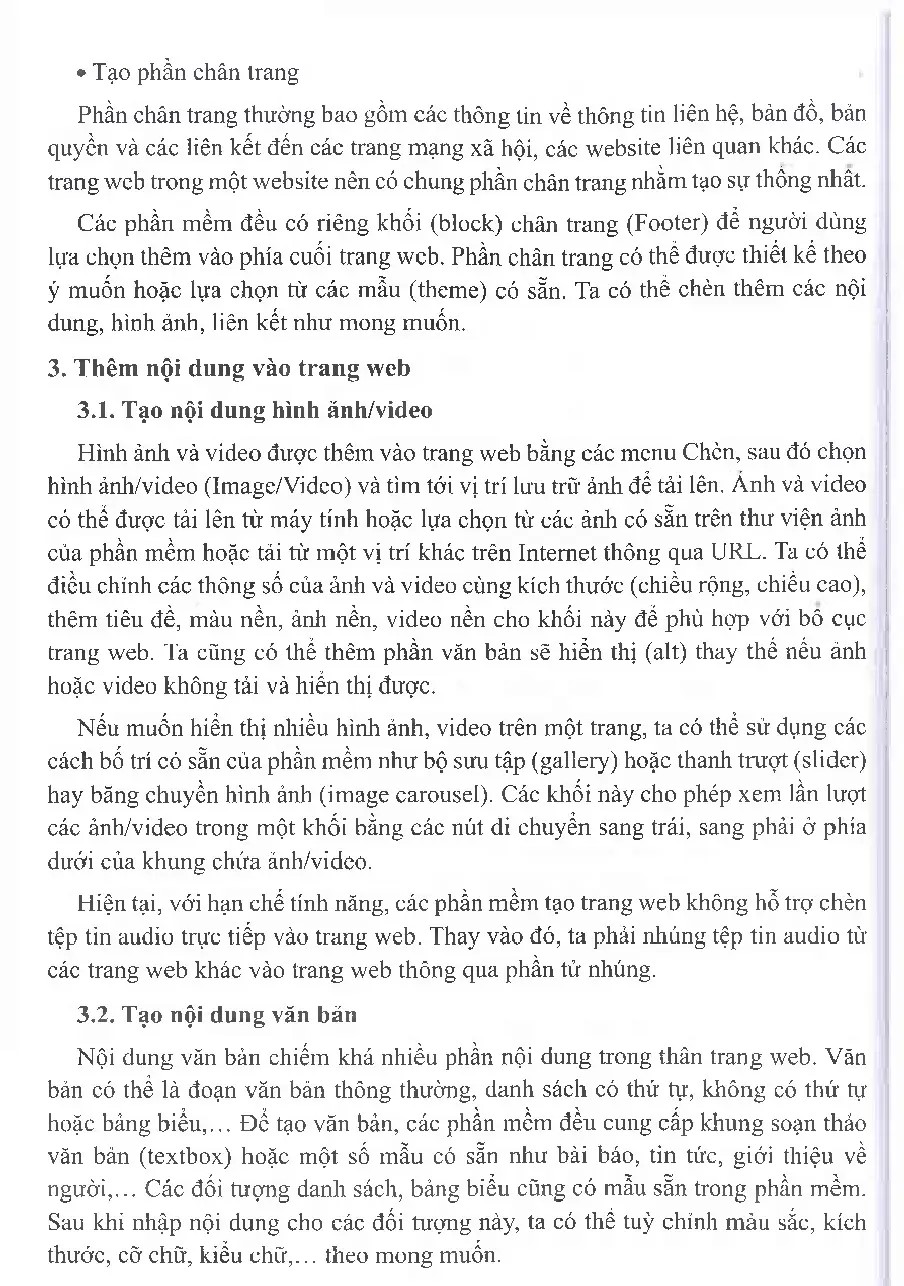 • Tạo phần chân trang
Phần chân trang thường bao gồm các thông tin về thông tin liên hệ, bản đồ, bản
quyền và các liên kết đến các trang mạng xã hội, các website liên quan khác. Các
trang web trong một website nên có chung phần chân trang nhằm tạo sự thống nhất.
Các phần mềm đều có riêng khối (block) chân trang (Footer) để người dùng
lựa chọn thêm vào phía cuối trang web. Phần chân trang có thể được thiết kế theo
ý muốn hoặc lựa chọn từ các mẫu (theme) có sẵn. Ta có thể chèn thêm các nội
dung, hình ảnh, liên kết như mong muốn.
3. Thêm nội dung vào trang web
3.1. Tạo nội dung hình ảnh/video
Hình ảnh và video được thêm vào trang web bằng các menu Chèn, sau đó chọn
hình ảnh/video (Image/Video) và tìm tới vị trí lưu trữ ảnh để tải lên. Ảnh và video
có thể được tải lên từ máy tính hoặc lựa chọn từ các ảnh có sẵn trên thư viện ảnh
của phần mềm hoặc tải từ một vị trí khác trên Internet thông qua URL. Ta có thể
điều chỉnh các thông số của ảnh và video cùng kích thước (chiều rộng, chiều cao),
thêm tiêu đề, màu nền, ảnh nền, video nền cho khối này để phù hợp với bố cục
trang web. Ta cũng có thể thêm phần văn bản sẽ hiển thị (alt) thay thế nếu ảnh
hoặc video không tải và hiển thị được.
Nếu muốn hiển thị nhiều hình ảnh, video trên một trang, ta có thể sử dụng các
cách bố trí có sẵn của phần mềm như bộ sưu tập (gallery) hoặc thanh trượt (slider)
hay băng chuyền hình ảnh (image carousel). Các khối này cho phép xem lần lượt
các ảnh/video trong một khối bằng các nút di chuyển sang trái, sang phải ở phía
dưới của khung chứa ảnh/video.
Hiện tại, với hạn chế tính năng, các phần mềm tạo trang web không hỗ trợ chèn
tệp tin audio trực tiếp vào trang web. Thay vào đó, ta phải nhúng tệp tin audio từ
các trang web khác vào trang web thông qua phần tử nhúng.
3.2. Tạo nội dung văn bản
Nội dung văn bản chiếm khá nhiều phần nội dung trong thân trang web. Văn
bản có thể là đoạn văn bản thông thường, danh sách có thứ tự, không có thứ tự
hoặc bảng biểu,... Để tạo văn bản, các phần mềm đều cung cấp khung soạn thảo
văn bản (textbox) hoặc một số mẫu có sẵn như bài báo, tin tức, giới thiệu về
người,... Các đối tượng danh sách, bảng biểu cũng có mẫu sẵn trong phần mềm.
Sau khi nhập nội dung cho các đối tượng này, ta có thể tuỳ chỉnh màu sắc, kích
thước, cỡ chữ, kiểu chữ,... theo mong muốn.